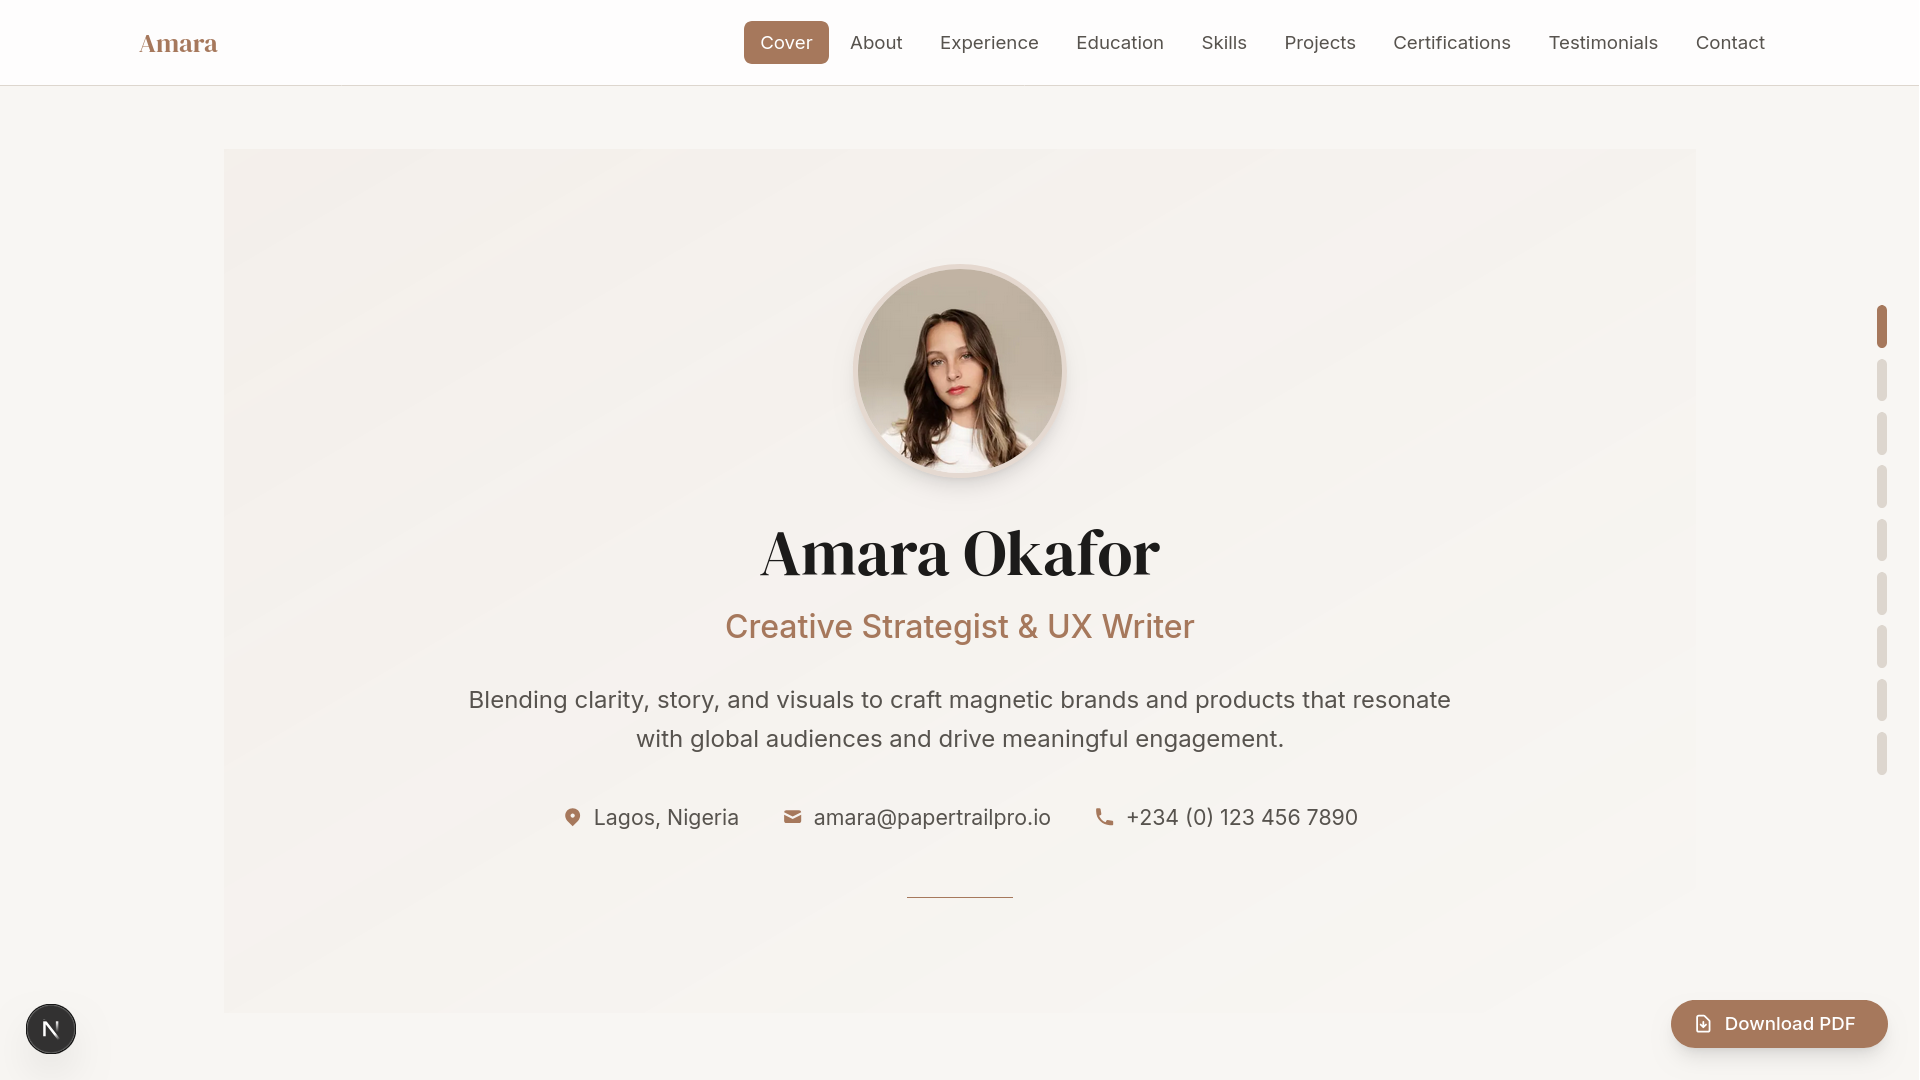 Amara
Cover
About
Experience
Education
Skills
Projects
Certifications
Testimonials
Contact
Amara Okafor
Creative Strategist & UX Writer
Blending clarity, story, and visuals to craft magnetic brands and products that resonate
with global audiences and drive meaningful engagement.
Lagos, Nigeria
amara@papertrailpro.io
+234 (0) 123 456 7890
N
Download PDF